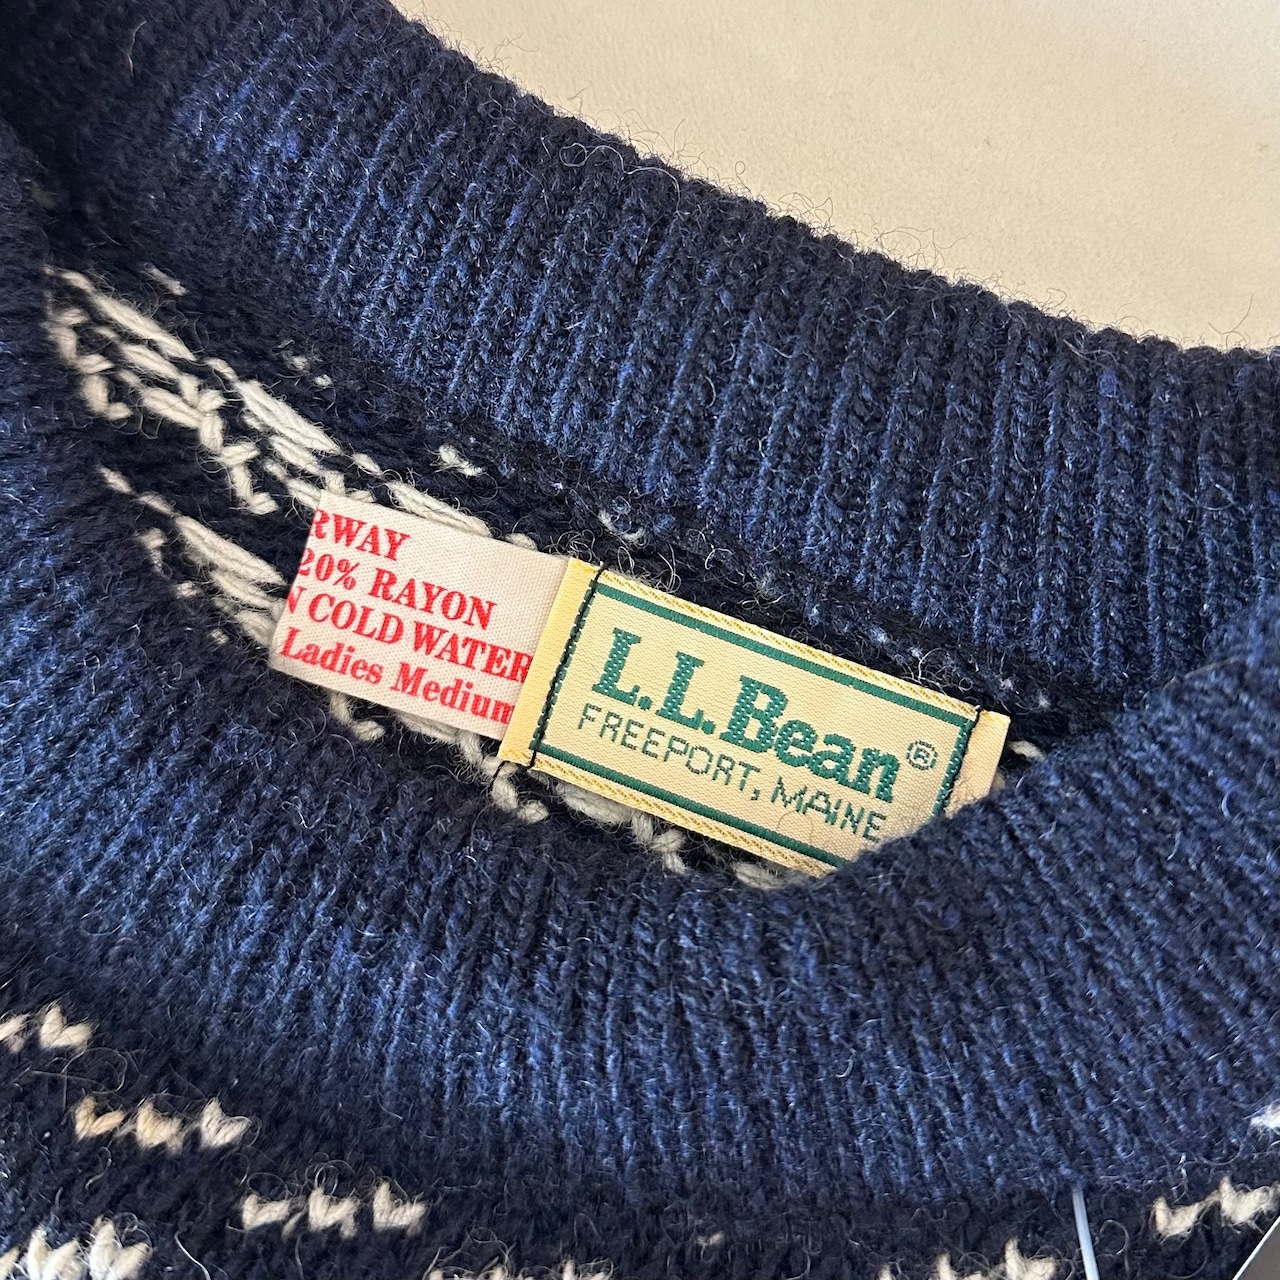 RWAY
20% RAYON
N COLD WATER
Ladies Medium
L.L.Bean®
FREEPORT, MAINE